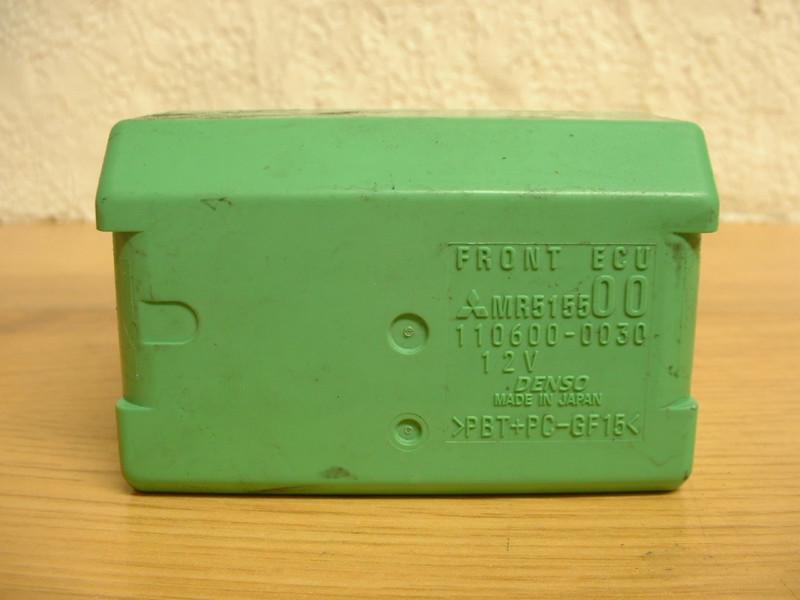 FRONT ECU
MR515500
110600-0030
12V
DENSO
MADE IN JAPAN
>PBT+PC-GF15<